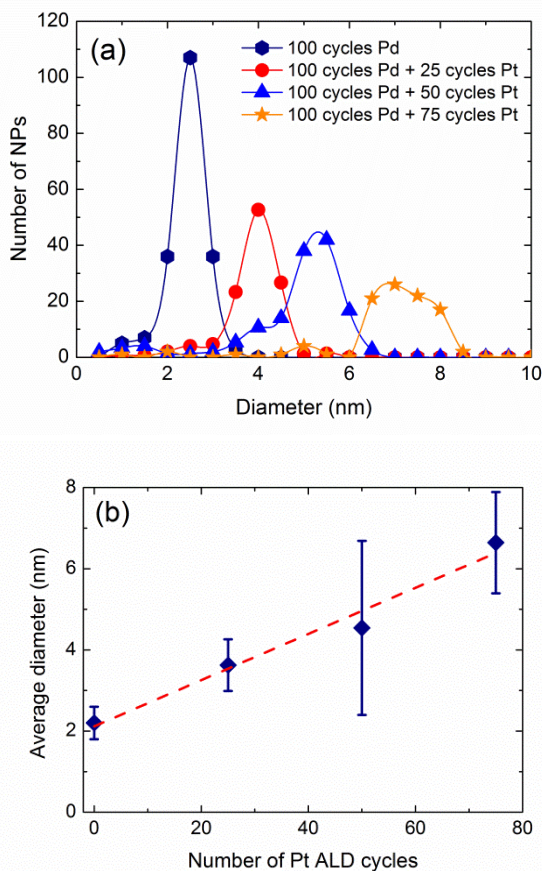 (a)
100 cycles Pd
100 cycles Pd + 25 cycles Pt
100 cycles Pd + 50 cycles Pt
100 cycles Pd + 75 cycles Pt
Number of NPs
120
100
80
60
40
20
0
0 2 4 6 8 10
Diameter (nm)
(b)
Average diameter (nm)
8
6
4
2
0
0 20 40 60 80
Number of Pt ALD cycles